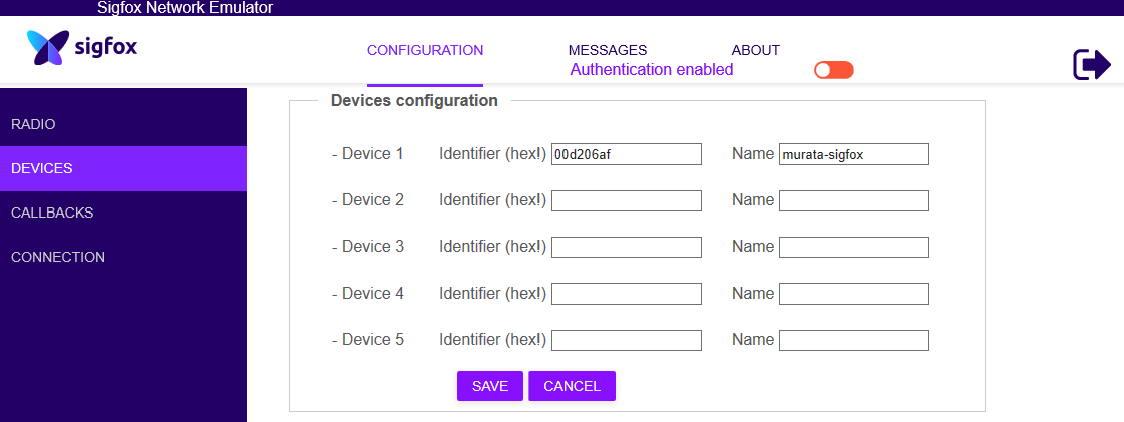 Sigfox Network Emulator
sigfox
CONFIGURATION MESSAGES ABOUT
Authentication enabled
RADIO
DEVICES
CALLBACKS
CONNECTION
Devices configuration
- Device 1 Identifier (hex!) 00d206af Name murata-sigfox
- Device 2 Identifier (hex!) Name
- Device 3 Identifier (hex!) Name
- Device 4 Identifier (hex!) Name
- Device 5 Identifier (hex!) Name
SAVE CANCEL